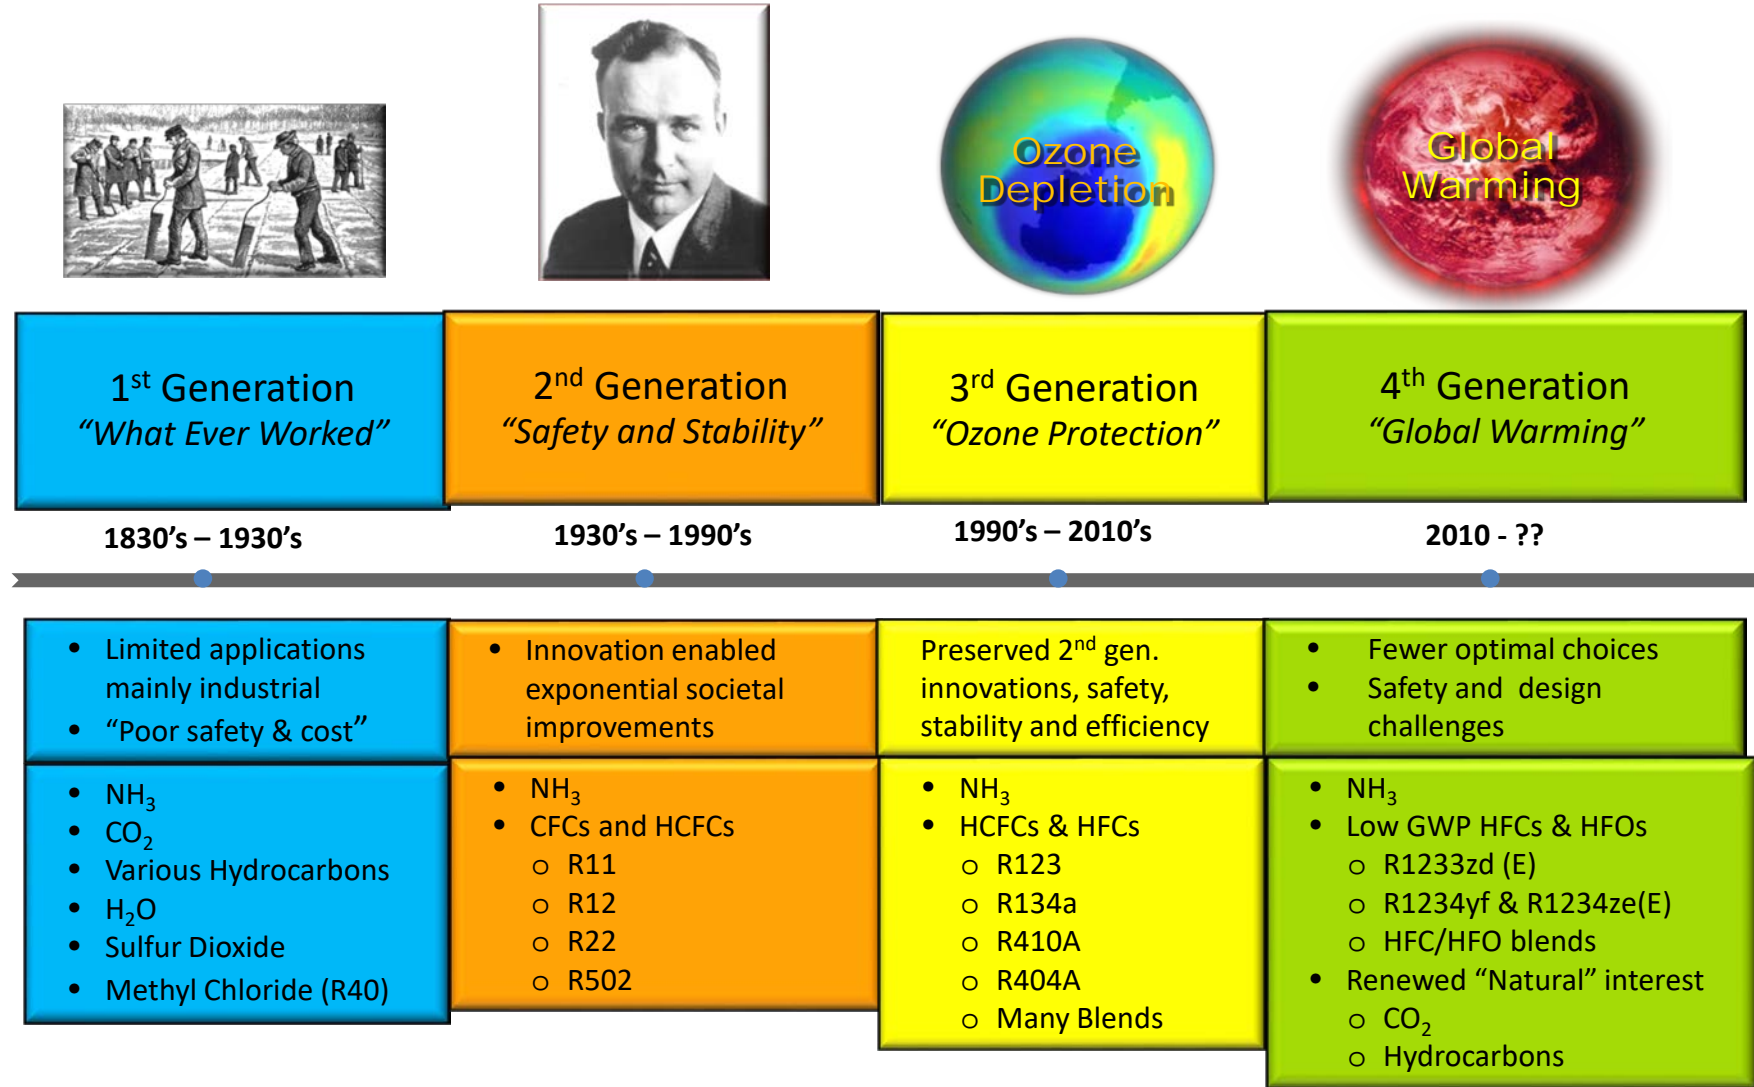 Ozone
Depletion
Global
Warming
1st Generation
“What Ever Worked”
2nd Generation
“Safety and Stability”
3rd Generation
“Ozone Protection”
4th Generation
“Global Warming”
1830’s – 1930’s
1930’s – 1990’s
1990’s – 2010’s
2010 - ??
• Limited applications
mainly industrial
• “Poor safety & cost”
• Innovation enabled
exponential societal
improvements
Preserved 2nd gen.
innovations, safety,
stability and efficiency
• Fewer optimal choices
• Safety and design
challenges
• NH3
• CO2
• Various Hydrocarbons
• H2O
• Sulfur Dioxide
• Methyl Chloride (R40)
• NH3
• CFCs and HCFCs
o R11
o R12
o R22
o R502
• NH3
• HCFCs & HFCs
o R123
o R134a
o R410A
o R404A
o Many Blends
• NH3
• Low GWP HFCs & HFOs
o R1233zd (E)
o R1234yf & R1234ze(E)
o HFC/HFO blends
• Renewed “Natural” interest
o CO2
o Hydrocarbons